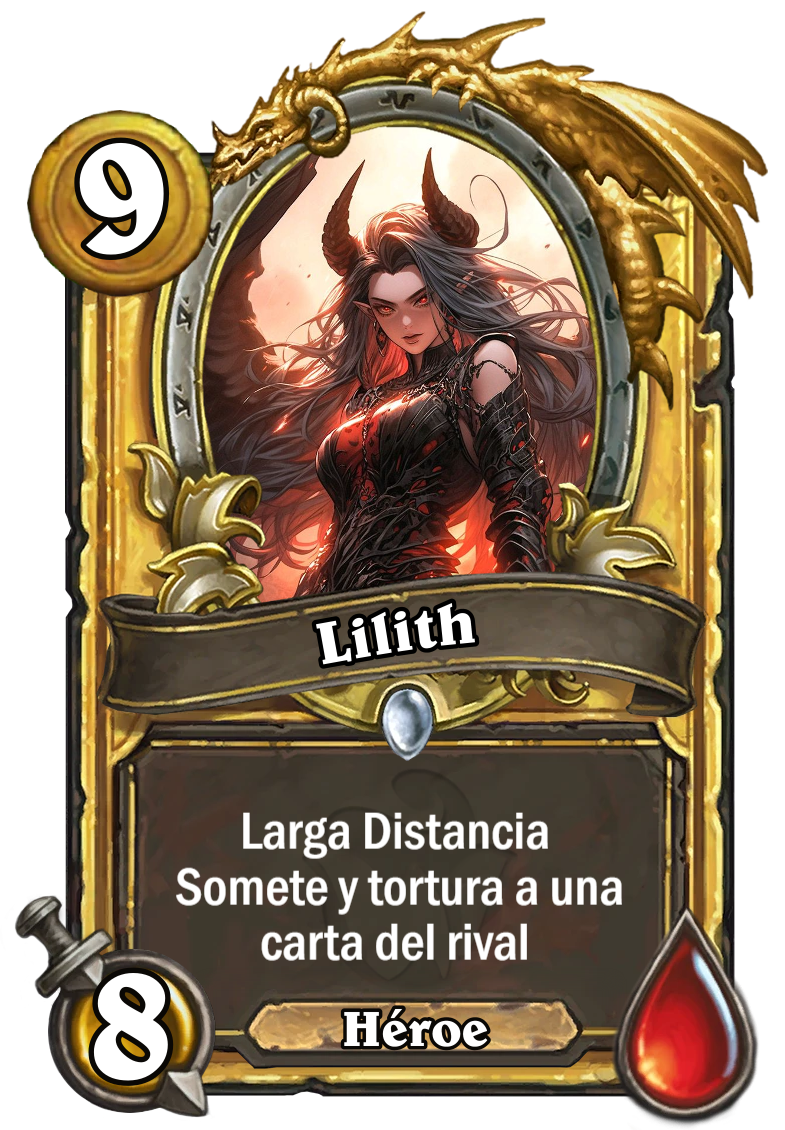 9
Lilith
Larga Distancia
Somete y tortura a una
carta del rival
8
Héroe